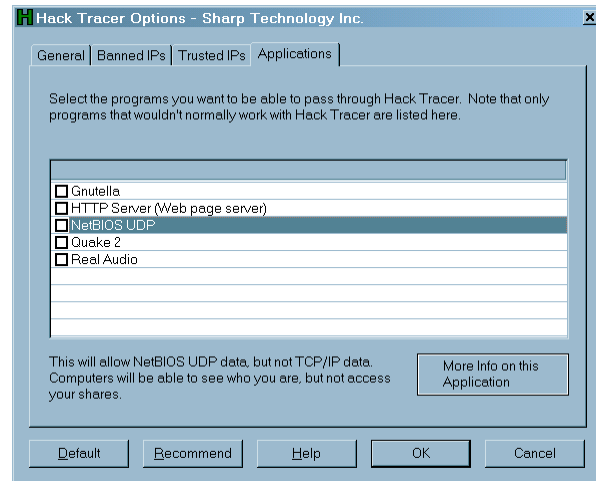 Hack Tracer Options - Sharp Technology Inc.
General Banned IPs Trusted IPs Applications
Select the programs you want to be able to pass through Hack Tracer. Note that only
programs that wouldn't normally work with Hack Tracer are listed here.
Gnutella
HTTP Server (Web page server)
NetBIOS UDP
Quake 2
Real Audio
This will allow NetBIOS UDP data, but not TCP/IP data.
Computers will be able to see who you are, but not access
your shares.
More Info on this
Application
Default Recommend Help OK Cancel